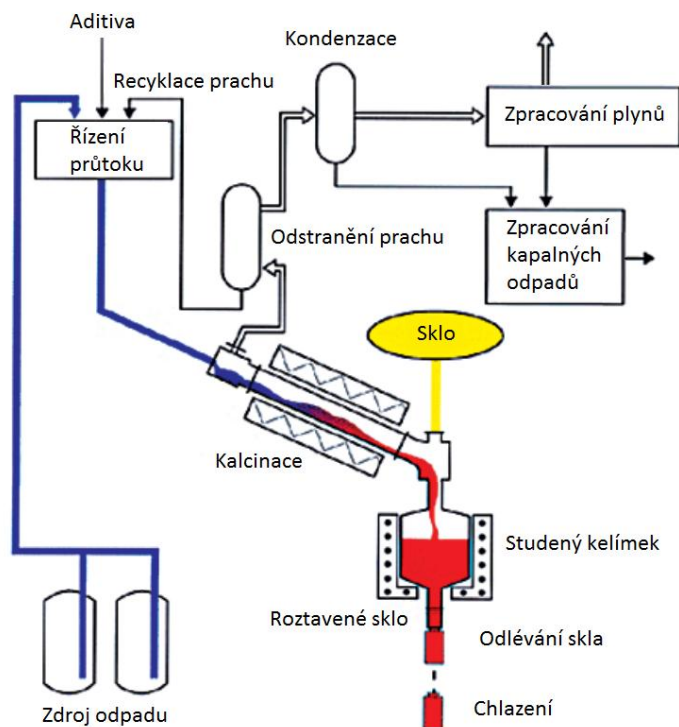 Aditiva
Kondenzace
Recyklace prachu
Řízení
průtoku
Zpracování plynů
Odstranění prachu
Zpracování
kapalných
odpadů
Sklo
Kalcinace
Studený kelímek
Roztavené sklo
Odlévání skla
Zdroj odpadu
Chlazení